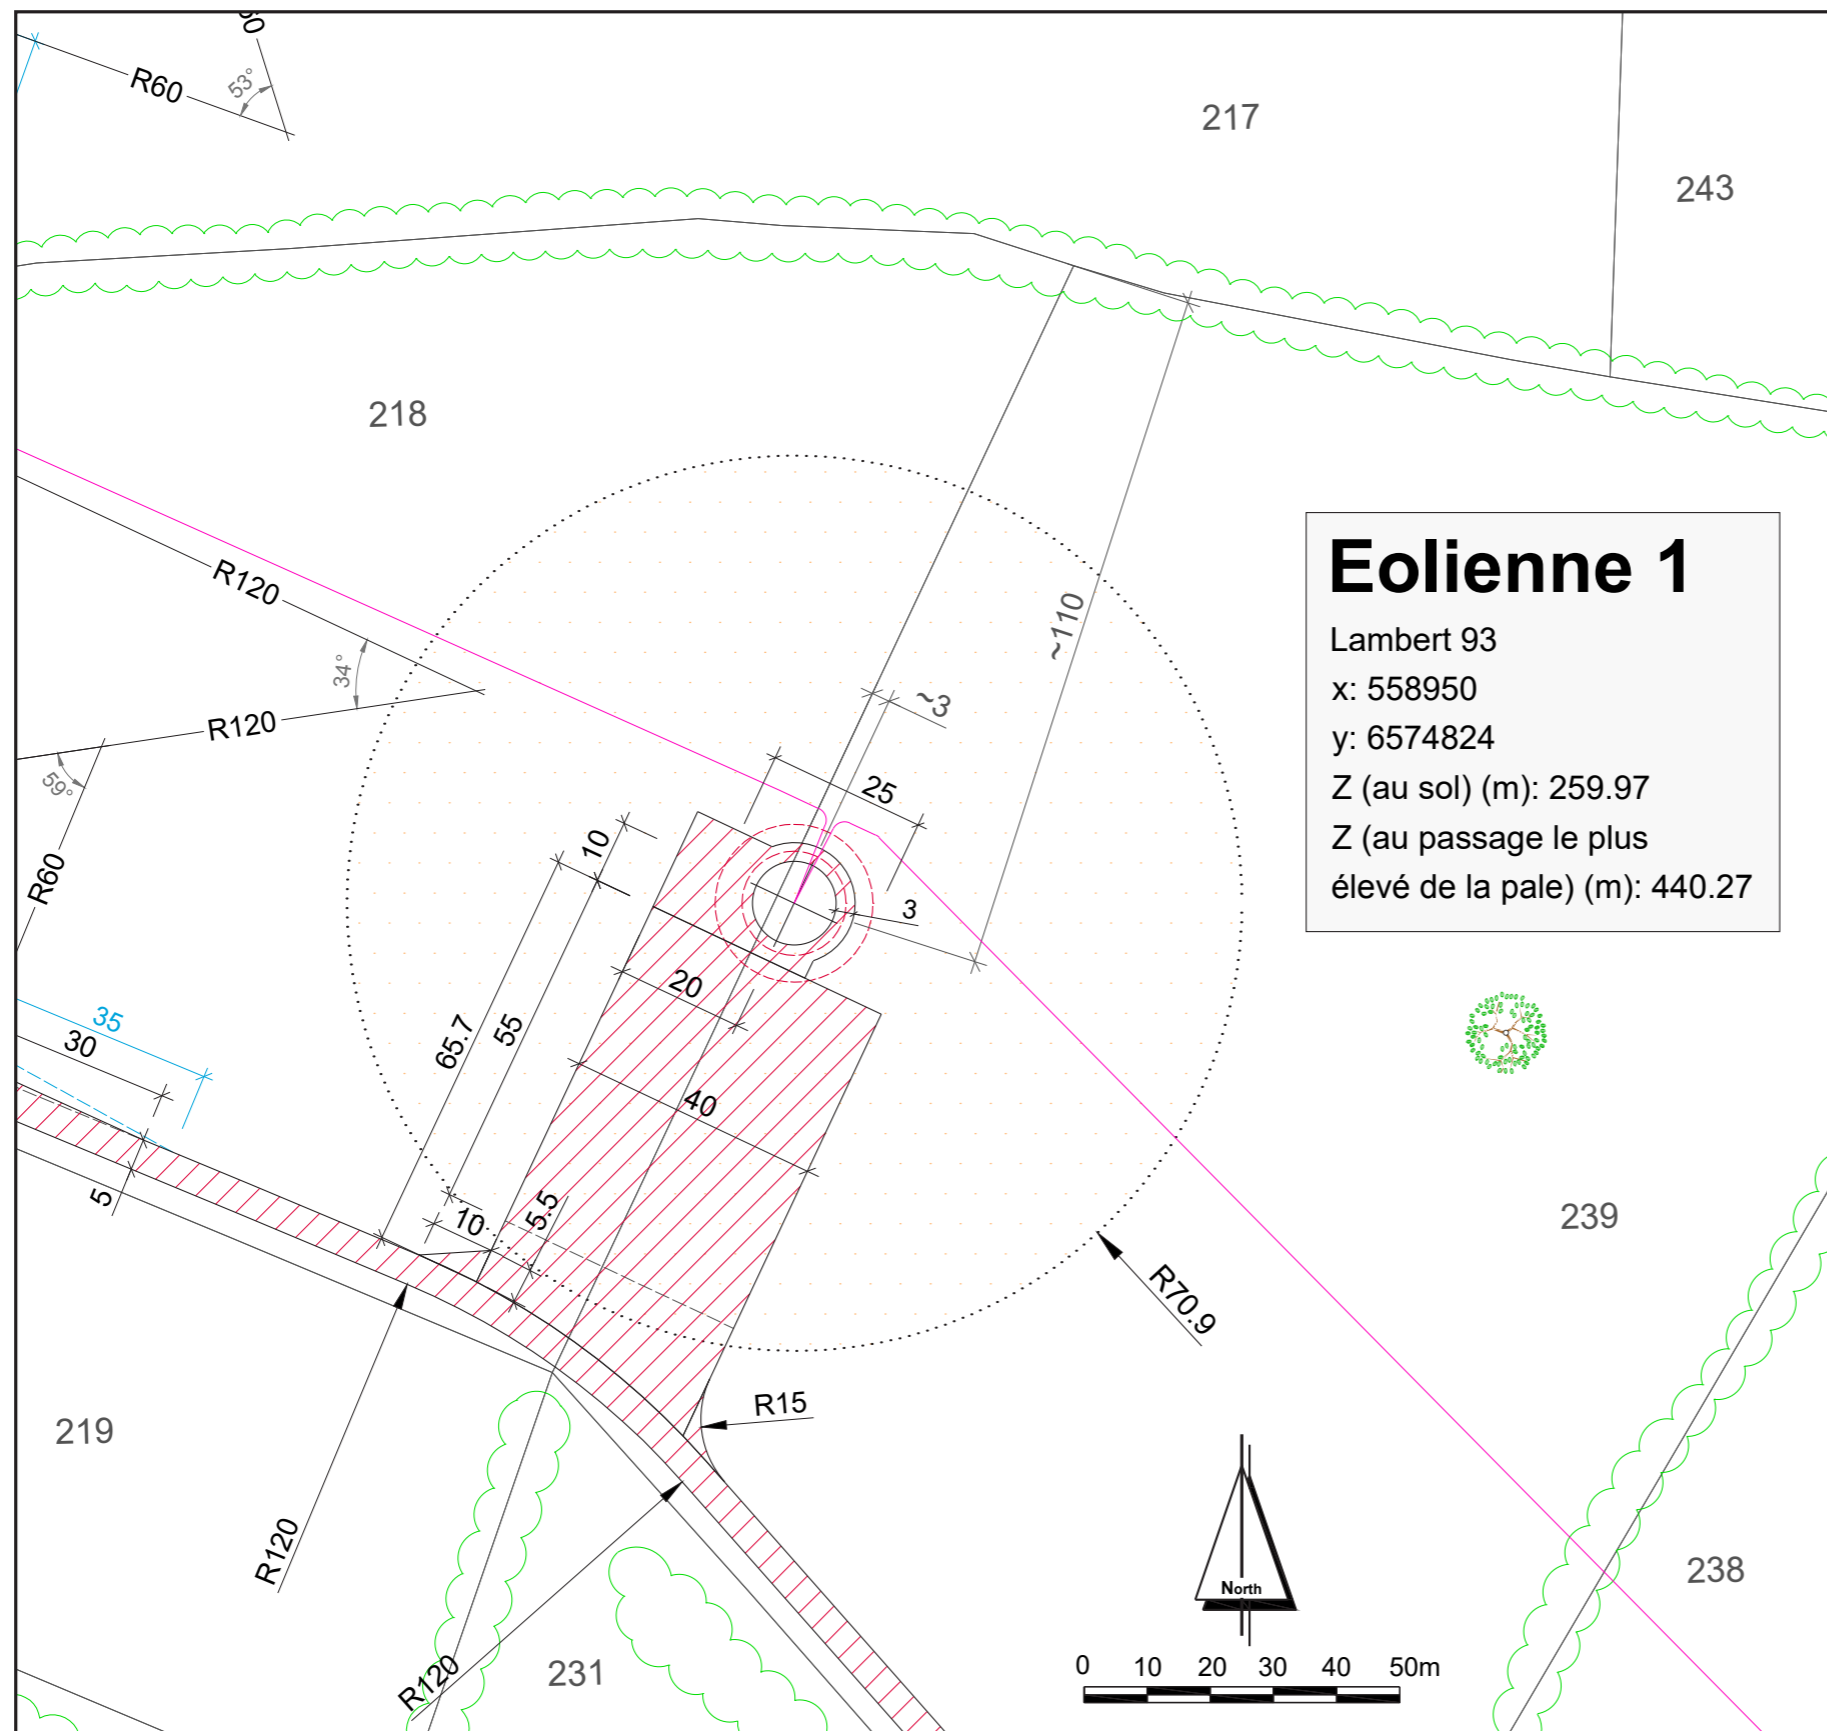 60
R60
53°
217
243
218
R120
34°
R120
59°
R60
~110
~3
25
10
3
Eolienne 1
Lambert 93
x: 558950
y: 6574824
Z (au sol) (m): 259.97
Z (au passage le plus
élevé de la pale) (m): 440.27
20
65.7
55
40
35
30
5
10
5.5
239
R70.9
R15
219
R120
R120
231
238
North
N
0 10 20 30 40 50m